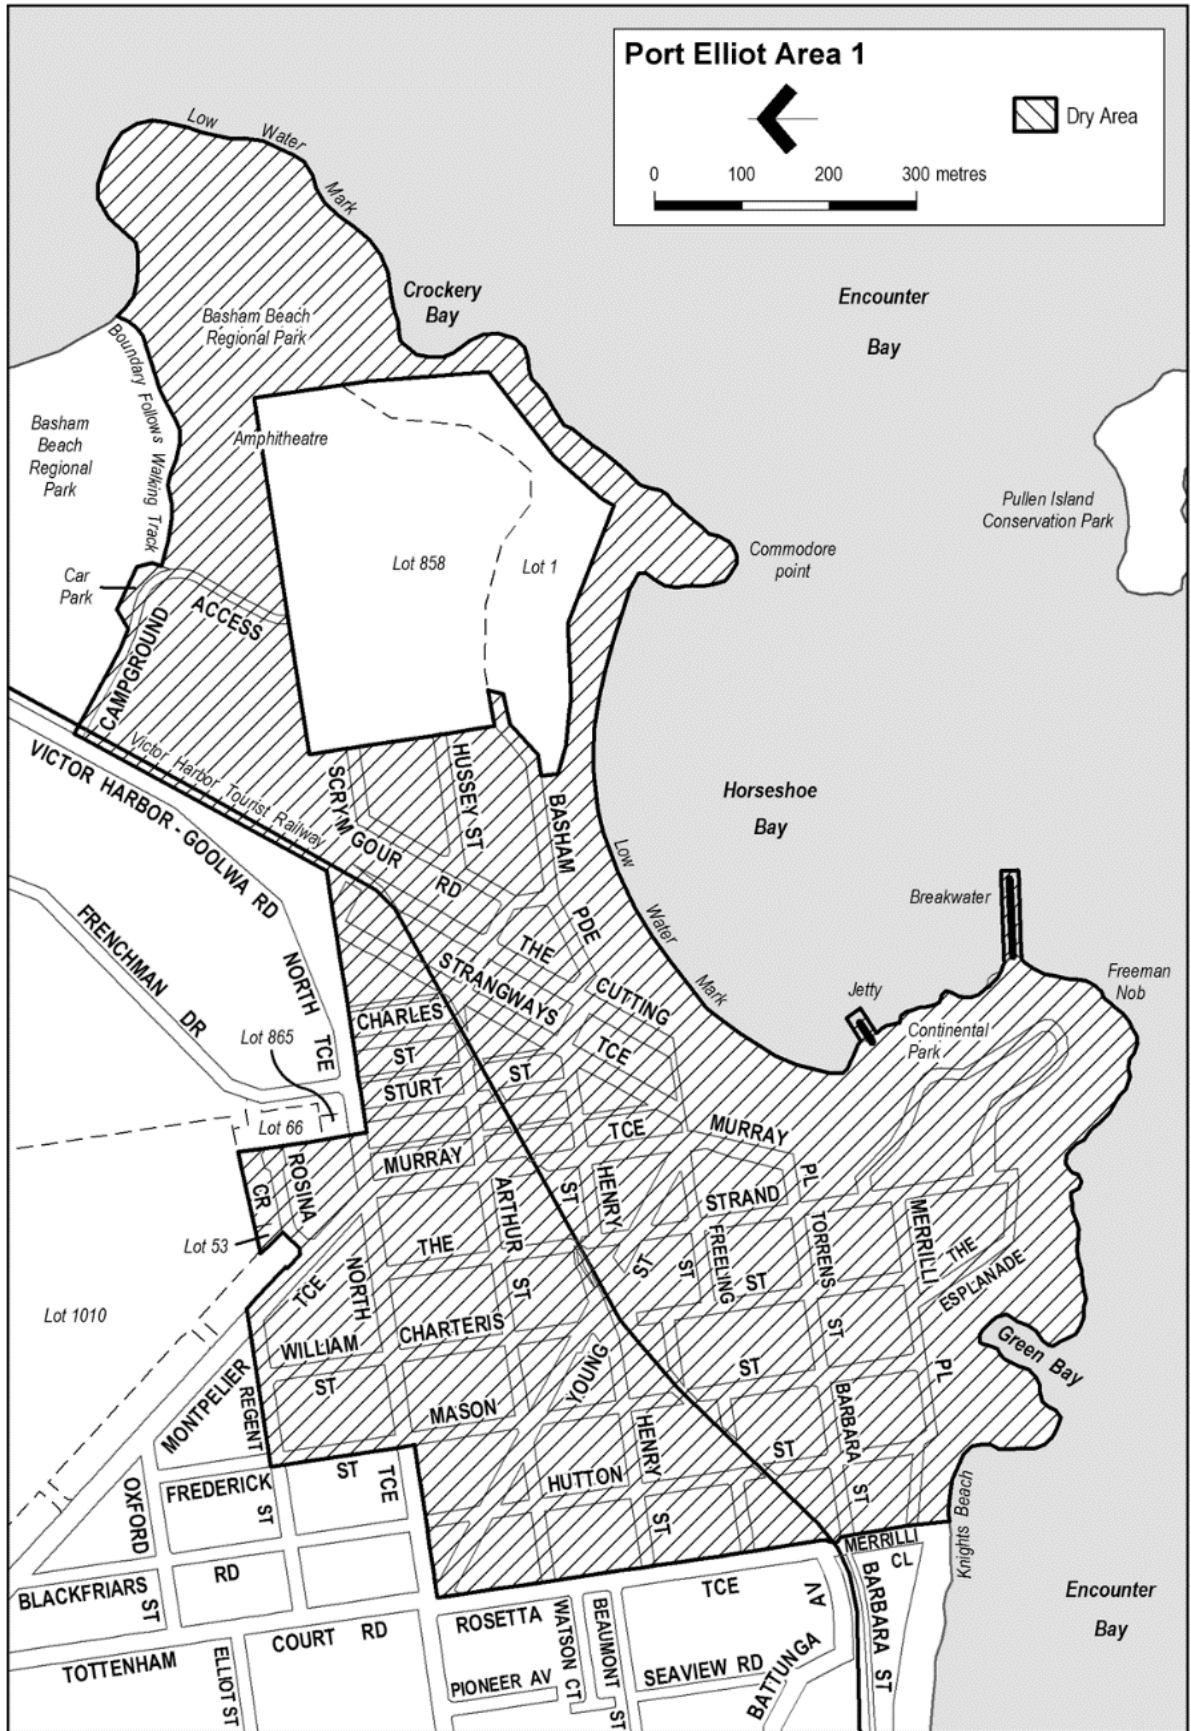 Port Elliot Area 1
Dry Area
0 100 200 300 metres
Low Water Mark
Crockery
Bay
Encounter
Bay
Basham Beach
Regional Park
Boundary Follows Walking Track
Basham
Beach
Regional
Park
Amphitheatre
Pullen Island
Conservation Park
Commodore
point
Lot 858
Lot 1
Car
Park
ACCESS
CAMPGROUND
Victor Harbor Tourist Railway
VICTOR HARBOR - GOOLWA RD
SCRYMGOUR
RD
HUSSEY ST
BASHAM
PDE
Horseshoe
Bay
Low
Water
Mark
Breakwater
Freeman
Nob
Jetty
Continental
Park
FRENCHMAN
DR
NORTH
TCE
THE
CUTTING
STRANGWAYS
TCE
CHARLES
ST
STURT
ST
Lot 865
Lot 66
MURRAY
TCE
MURRAY
PL
ROSINA
CR
Lot 53
ARTHUR
ST
ST
HENRY
ST
STRAND
THE
ST
FREELING
ST
TORRENS
ST
MERRILLI
PL
THE
ESPLANADE
Green Bay
Lot 1010
TCE
NORTH
WILLIAM
ST
CHARTERIS
ST
YOUNG
MONTPELIER
REGENT
MASON
ST
HENRY
ST
BARBARA
ST
HUTTON
ST
TCE
OXFORD
FREDERICK
ST
ST
Knights Beach
MERRILLI
CL
BLACKFRIARS
RD
TCE
AV
BARBARA ST
Encounter
Bay
ROSETTA
WATSON CT
BEAUMONT
ST
TOTTENHAM
COURT RD
ELLIOT ST
PIONEER AV
SEAVIEW RD
BATTUNGA